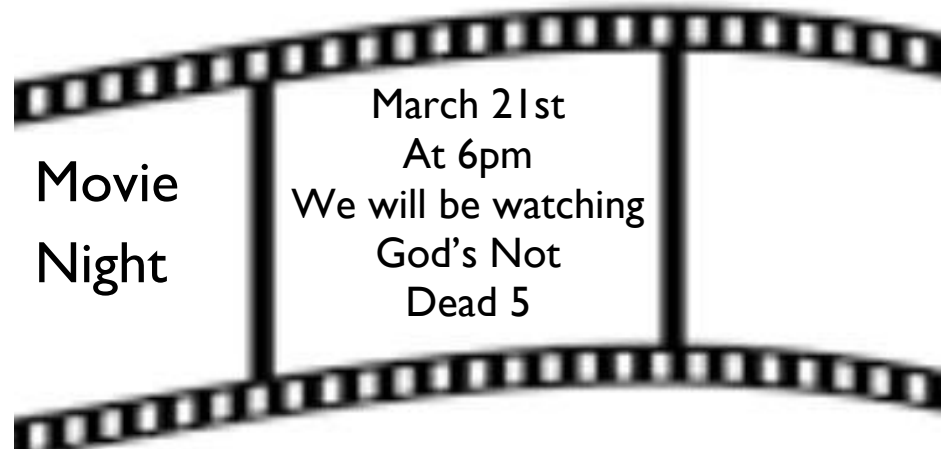 Movie
Night
March 21st
At 6pm
We will be watching
God’s Not
Dead 5